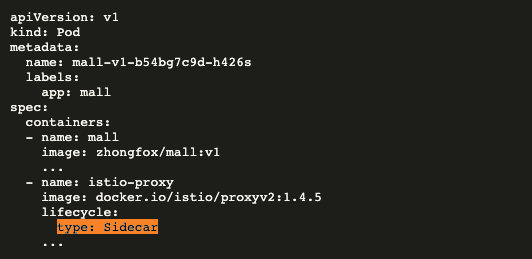 apiVersion: v1
kind: Pod
metadata:
  name: mall-v1-b54bg7c9d-h426s
  labels:
    app: mall
spec:
  containers:
  - name: mall
    image: zhongfox/mall:v1
    ...
  - name: istio-proxy
    image: docker.io/istio/proxyv2:1.4.5
    lifecycle:
      type: Sidecar
    ...